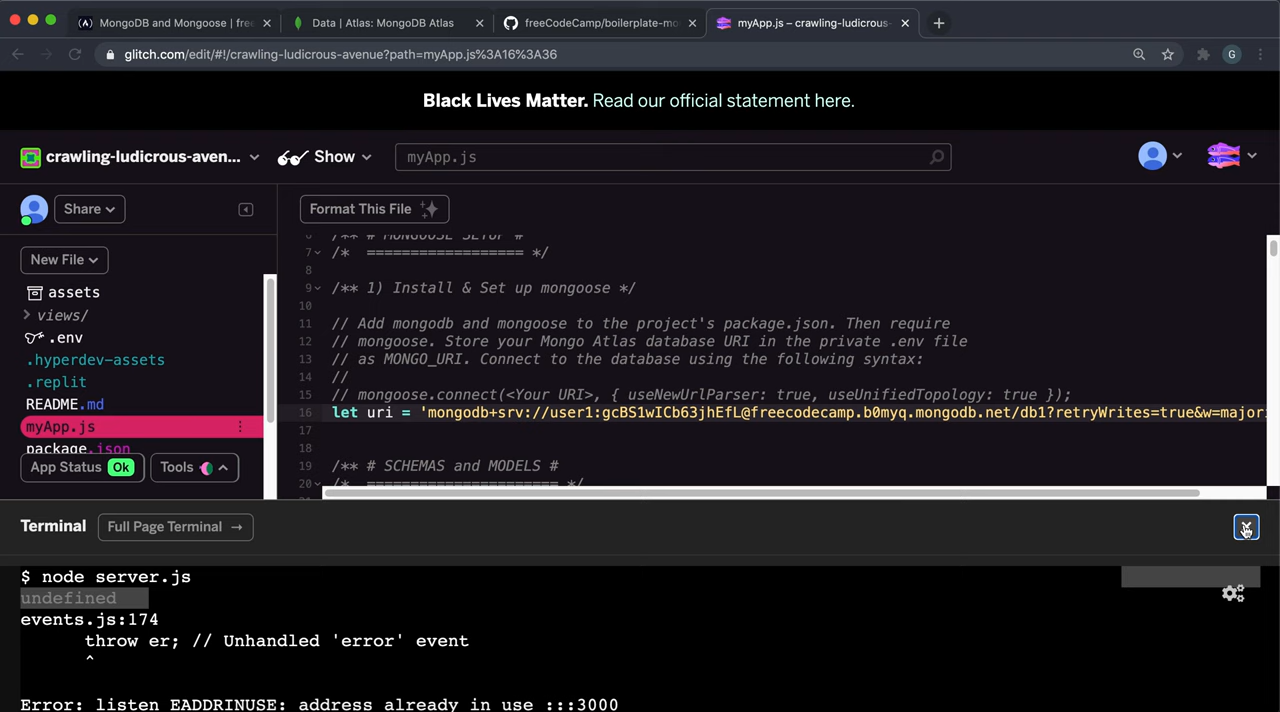 MongoDB and Mongoose | free
Data | Atlas: MongoDB Atlas
freeCodeCamp/boilerplate-mo
myApp.js – crawling-ludicrous-
glitch.com/edit/#!/crawling-ludicrous-avenue?path=myApp.js%3A16%3A36
G
Black Lives Matter. Read our official statement here.
crawling-ludicrous-aven...
Show
myApp.js
Share
Format This File
New File
assets
views/
.env
.hyperdev-assets
.replit
README.md
myApp.js
package.json
App Status Ok
Tools
6 /** # MONGOOSE SETUP #
7 /* ================== */
8
9 /** 1) Install & Set up mongoose */
10
11 // Add mongodb and mongoose to the project's package.json. Then require
12 // mongoose. Store your Mongo Atlas database URI in the private .env file
13 // as MONGO_URI. Connect to the database using the following syntax:
14 //
15 // mongoose.connect(<Your URI>, { useNewUrlParser: true, useUnifiedTopology: true });
16 let uri = 'mongodb+srv://user1:gcBS1wICb63jhEfL@freecodecamp.b0myq.mongodb.net/db1?retryWrites=true&w=majori
17
18
19 /** # SCHEMAS and MODELS #
20 /* ====================== */
Terminal
Full Page Terminal →
$ node server.js
undefined
events.js:174
throw er; // Unhandled 'error' event
^
Error: listen EADDRINUSE: address already in use :::3000